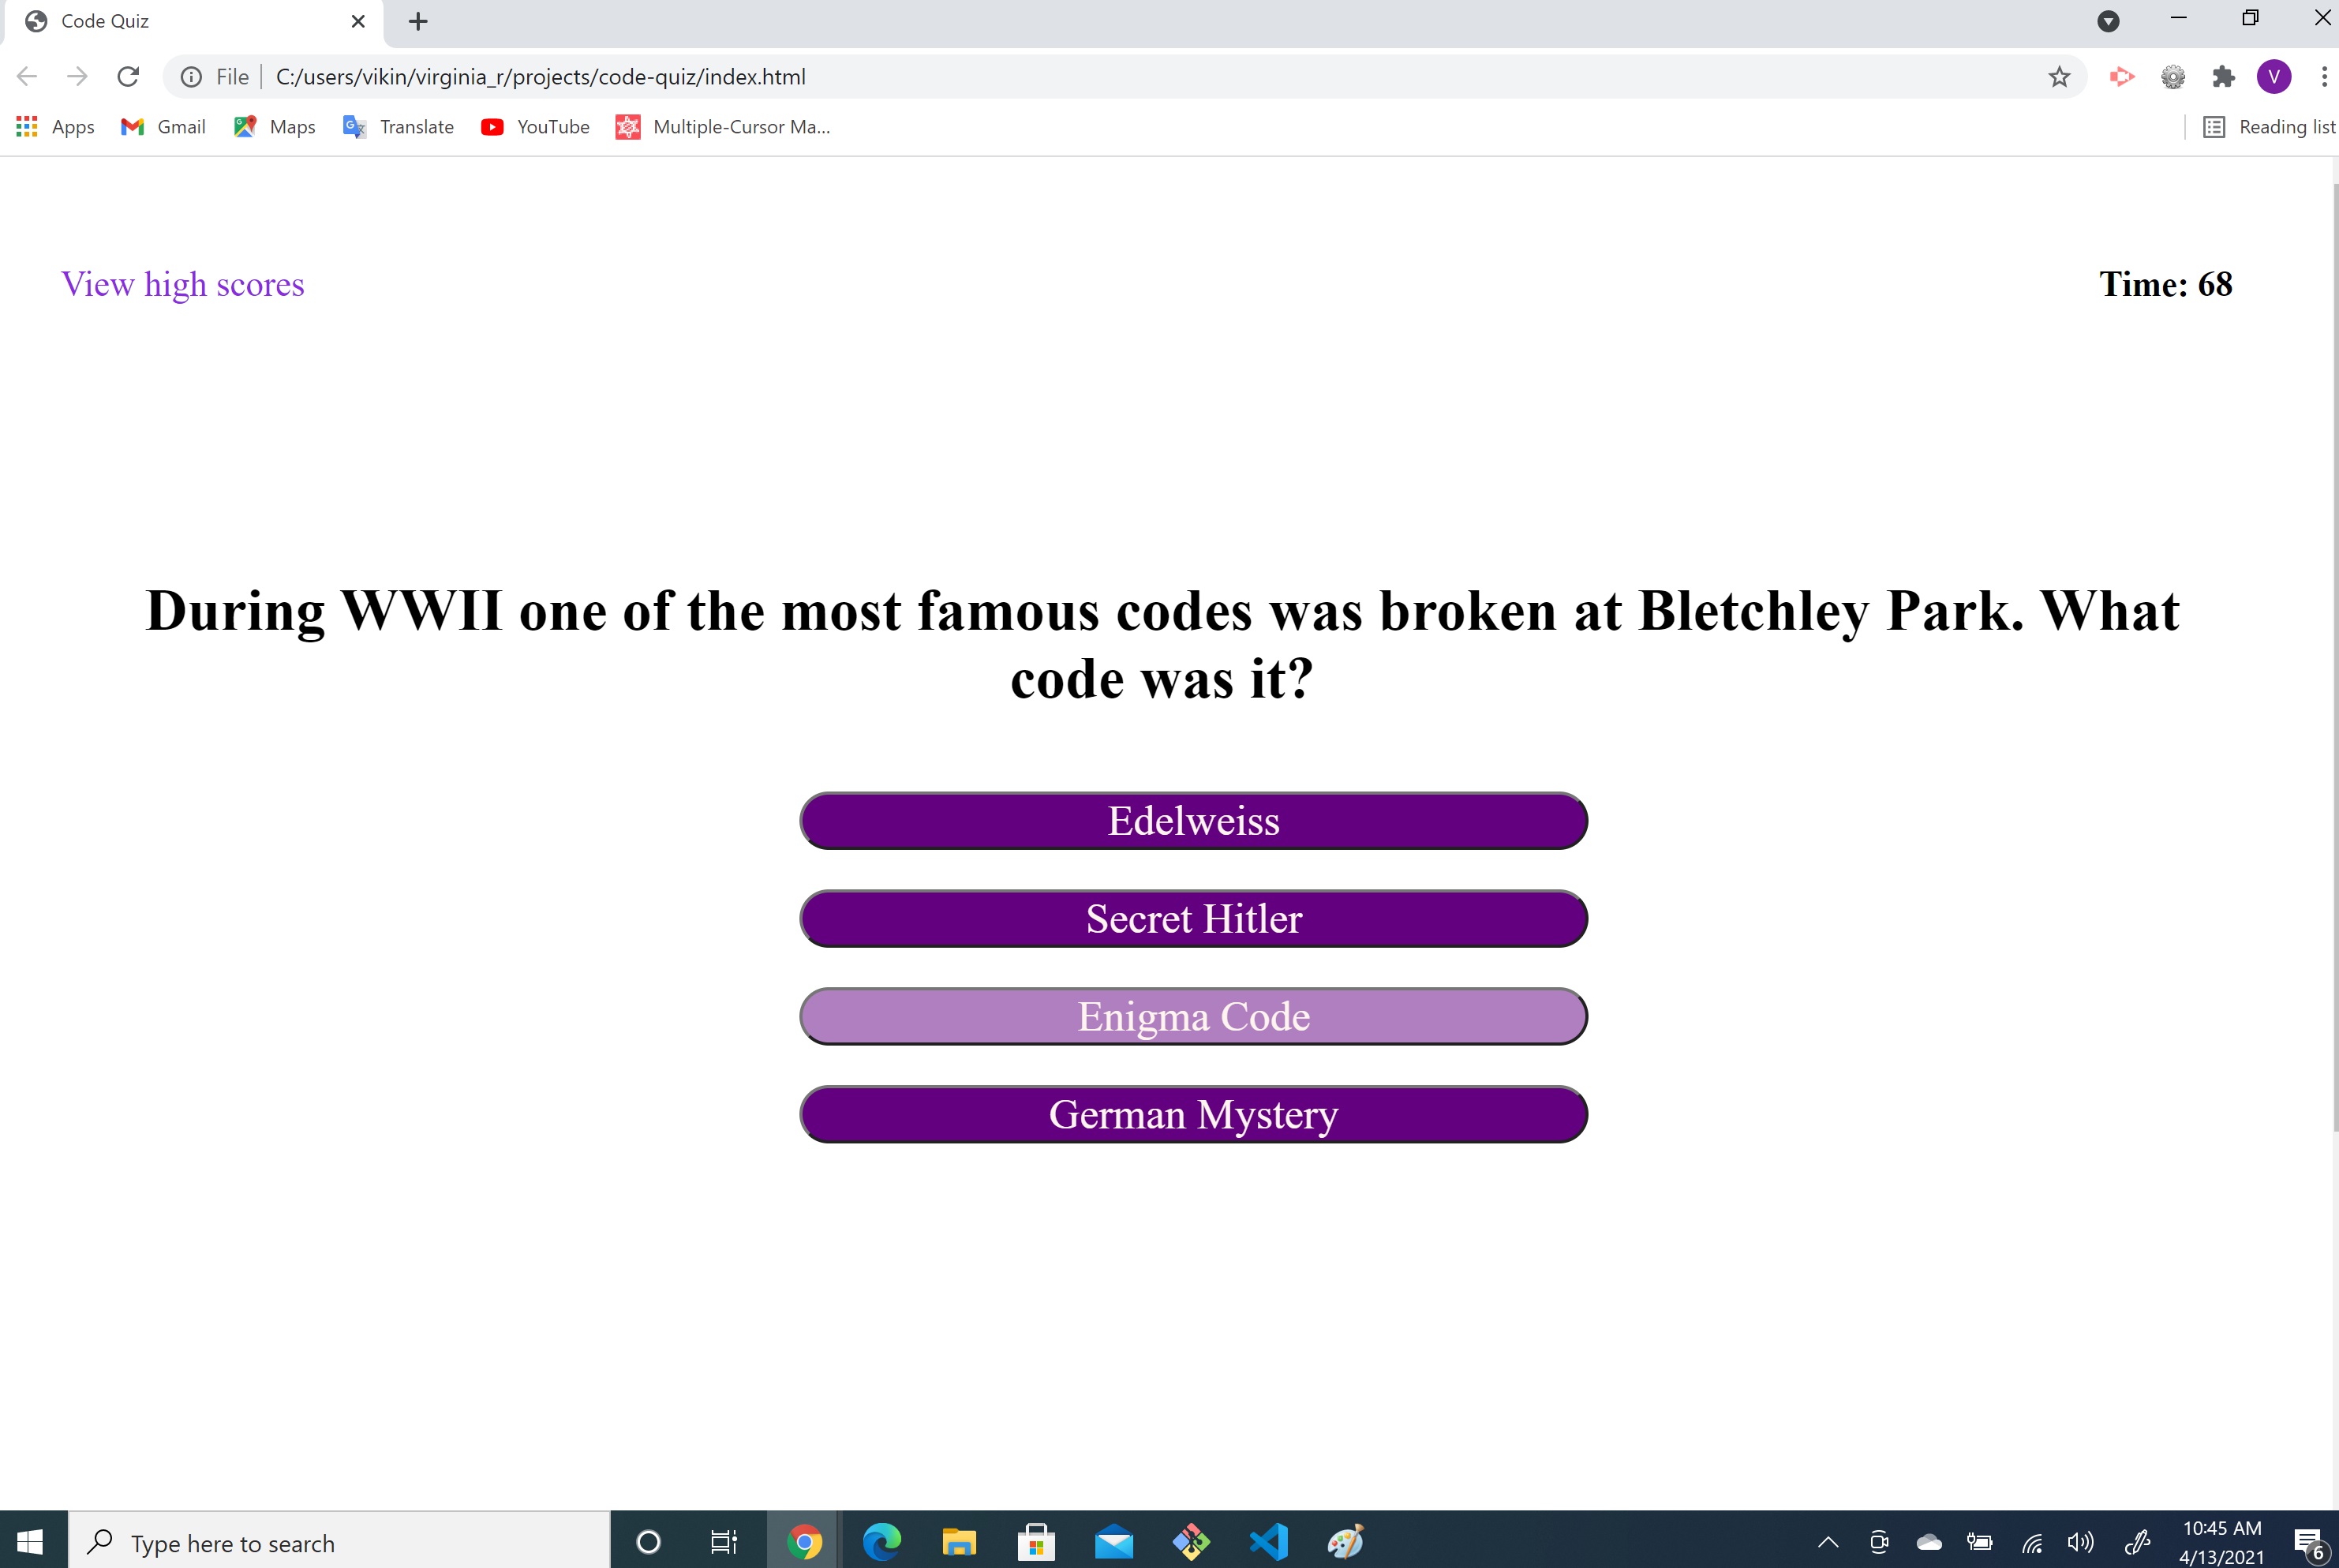 Code Quiz
File
C:/users/vikin/virginia_r/projects/code-quiz/index.html
V
Apps
Gmail
Maps
Translate
YouTube
Multiple-Cursor Ma...
Reading list
View high scores
Time: 68
During WWII one of the most famous codes was broken at Bletchley Park. What
code was it?
Edelweiss
Secret Hitler
Enigma Code
German Mystery
Type here to search
10:45 AM
4/13/2021
6